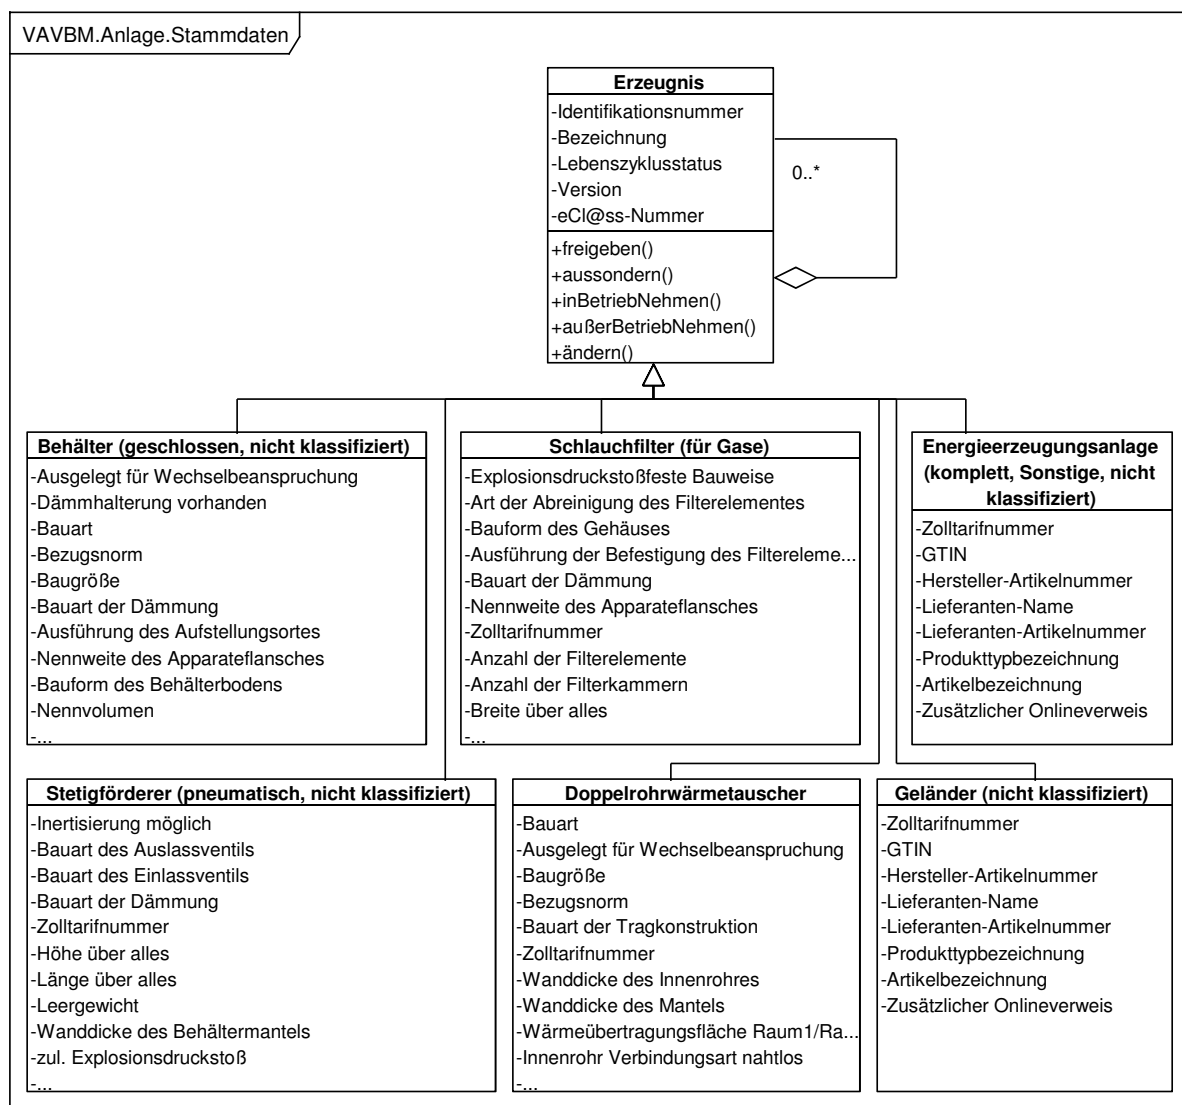 VAVBM.Anlage.Stammdaten
Erzeugnis
-Identifikationsnummer
-Bezeichnung
-Lebenszyklusstatus
-Version
-eCl@ss-Nummer
+freigeben()
+aussondern()
+inBetriebNehmen()
+außerBetriebNehmen()
+ändern()
0..*
Behälter (geschlossen, nicht klassifiziert)
-Ausgelegt für Wechselbeanspruchung
-Dämmhalterung vorhanden
-Bauart
-Bezugsnorm
-Baugröße
-Bauart der Dämmung
-Ausführung des Aufstellungsortes
-Nennweite des Apparateflansches
-Bauform des Behälterbodens
-Nennvolumen
-...
Schlauchfilter (für Gase)
-Explosionsdruckstoßfeste Bauweise
-Art der Abreinigung des Filterelementes
-Bauform des Gehäuses
-Ausführung der Befestigung des Filtereleme...
-Bauart der Dämmung
-Nennweite des Apparateflansches
-Zolltarifnummer
-Anzahl der Filterelemente
-Anzahl der Filterkammern
-Breite über alles
-...
Energieerzeugungsanlage
(komplett, Sonstige, nicht
klassifiziert)
-Zolltarifnummer
-GTIN
-Hersteller-Artikelnummer
-Lieferanten-Name
-Lieferanten-Artikelnummer
-Produkttypbezeichnung
-Artikelbezeichnung
-Zusätzlicher Onlineverweis
Stetigförderer (pneumatisch, nicht klassifiziert)
-Inertisierung möglich
-Bauart des Auslassventils
-Bauart des Einlassventils
-Bauart der Dämmung
-Zolltarifnummer
-Höhe über alles
-Länge über alles
-Leergewicht
-Wanddicke des Behältermantels
-zul. Explosionsdruckstoß
-...
Doppelrohrwärmetauscher
-Bauart
-Ausgelegt für Wechselbeanspruchung
-Baugröße
-Bezugsnorm
-Bauart der Tragkonstruktion
-Zolltarifnummer
-Wanddicke des Innenrohres
-Wanddicke des Mantels
-Wärmeübertragungsfläche Raum1/Ra...
-Innenrohr Verbindungsart nahtlos
-...
Geländer (nicht klassifiziert)
-Zolltarifnummer
-GTIN
-Hersteller-Artikelnummer
-Lieferanten-Name
-Lieferanten-Artikelnummer
-Produkttypbezeichnung
-Artikelbezeichnung
-Zusätzlicher Onlineverweis